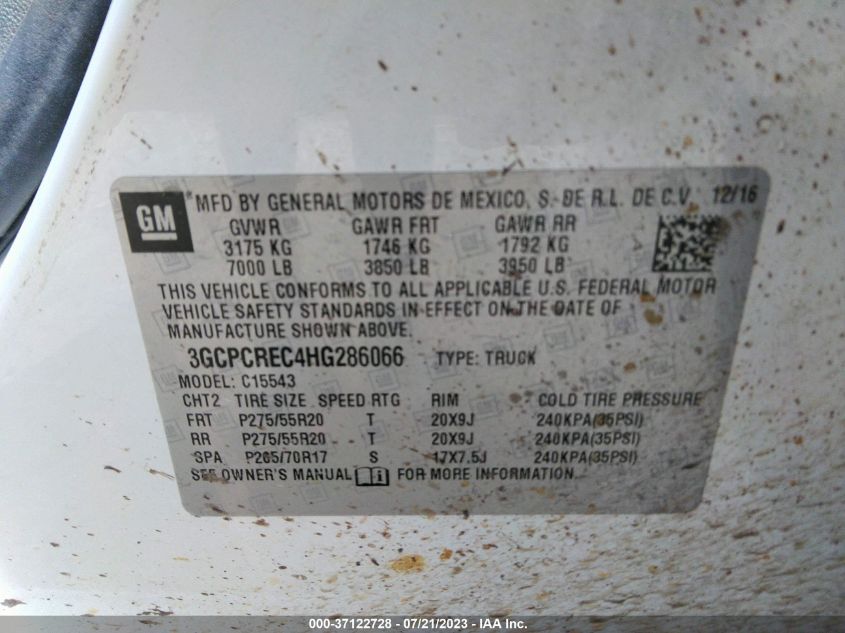 GM
MFD BY GENERAL MOTORS DE MEXICO, S. DE R.L. DE C.V. 12/16
GVWR GAWR FRT GAWR RR
3175 KG 1746 KG 1792 KG
7000 LB 3850 LB 3950 LB
THIS VEHICLE CONFORMS TO ALL APPLICABLE U.S. FEDERAL MOTOR
VEHICLE SAFETY STANDARDS IN EFFECT ON THE DATE OF
MANUFACTURE SHOWN ABOVE.
3GCPCREC4HG286066 TYPE: TRUCK
MODEL: C15543
CHT2 TIRE SIZE SPEED RTG RIM COLD TIRE PRESSURE
FRT P275/55R20 T 20X9J 240KPA(35PSI)
RR P275/55R20 T 20X9J 240KPA(35PSI)
SPA P265/70R17 S 17X7.5J 240KPA(35PSI)
SEE OWNER'S MANUAL FOR MORE INFORMATION.
000-37122728 - 07/21/2023 - IAA Inc.